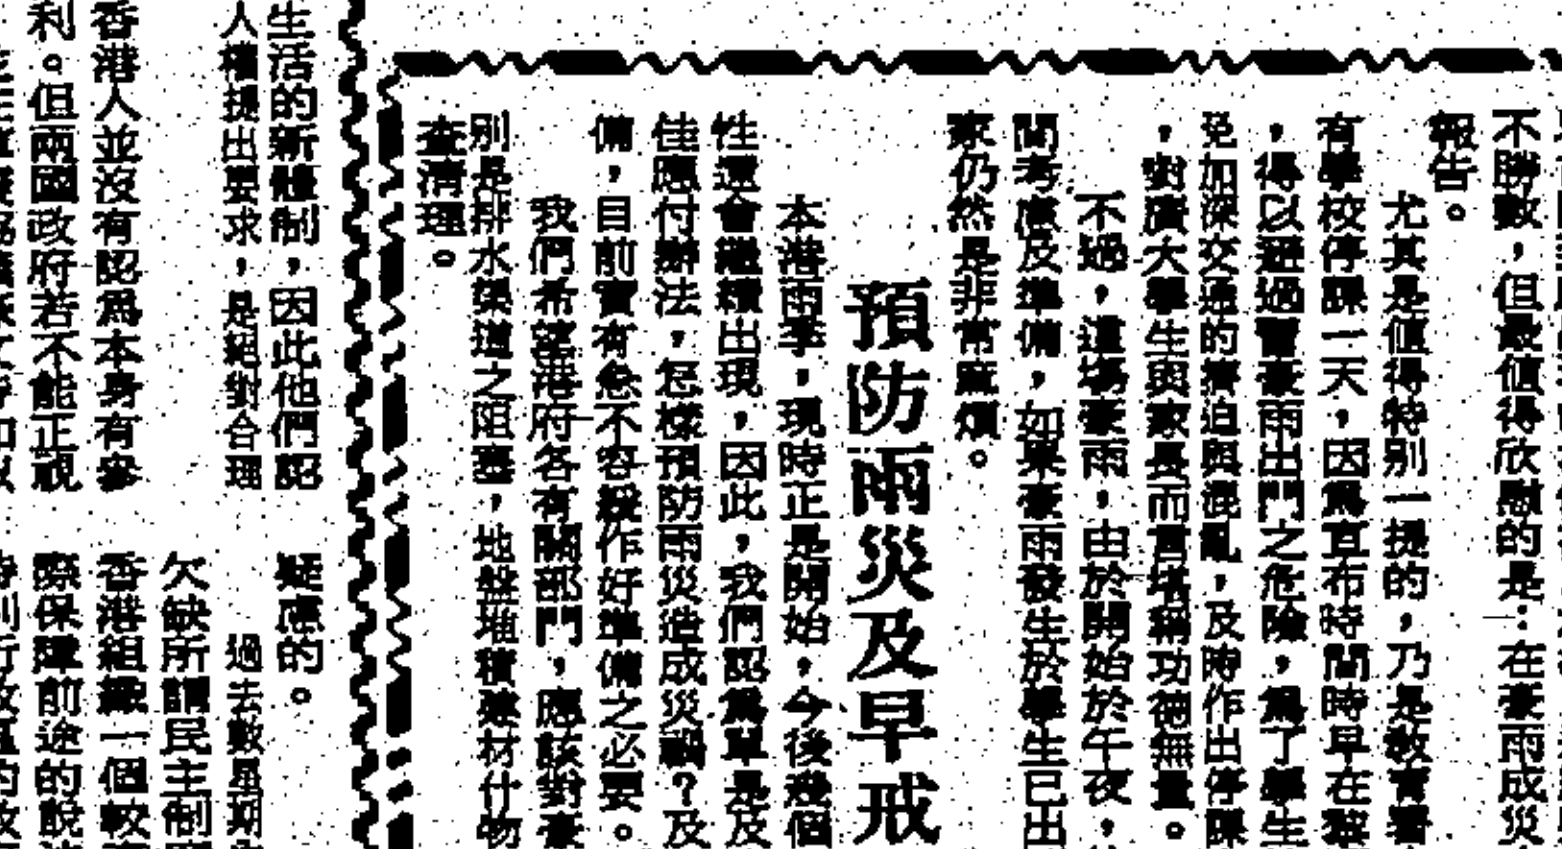 不勝數，但最值得欣慰的是：在豪雨成災
報告。
尤其是值得特別一提的，乃是教育署
有學校停課一天，因爲宣布時間時早在
，得以避過冒豪雨出門之危險，爲了學生
免加深交通的擠迫與混亂，及時作出停課
，對廣大學生與家長而言堪稱功德無量。
不過，這場豪雨，由於開始於午夜，
間考慮及準備，如果豪雨發生於學生已出
家仍然是非常麻煩。
預防雨災及早戒
本港雨季，現時正是開始，今後幾個
性還會繼續出現，因此，我們認爲單是及
佳應付辦法，怎樣預防雨災造成災禍？及
備，目前實有急不容緩作好準備之必要。
我們希望港府各有關部門，應該對豪
別是排水渠道之阻塞，地盤堆積建材什物
查清理。
生活的新體制，因此他們認
人權提出要求，是絕對合理
香港人並沒有認爲本身有參
利。但兩國政府若不能正視
疑慮的。
過去數星期
欠缺所謂民主制
香港組織一個較
際保障前途的說